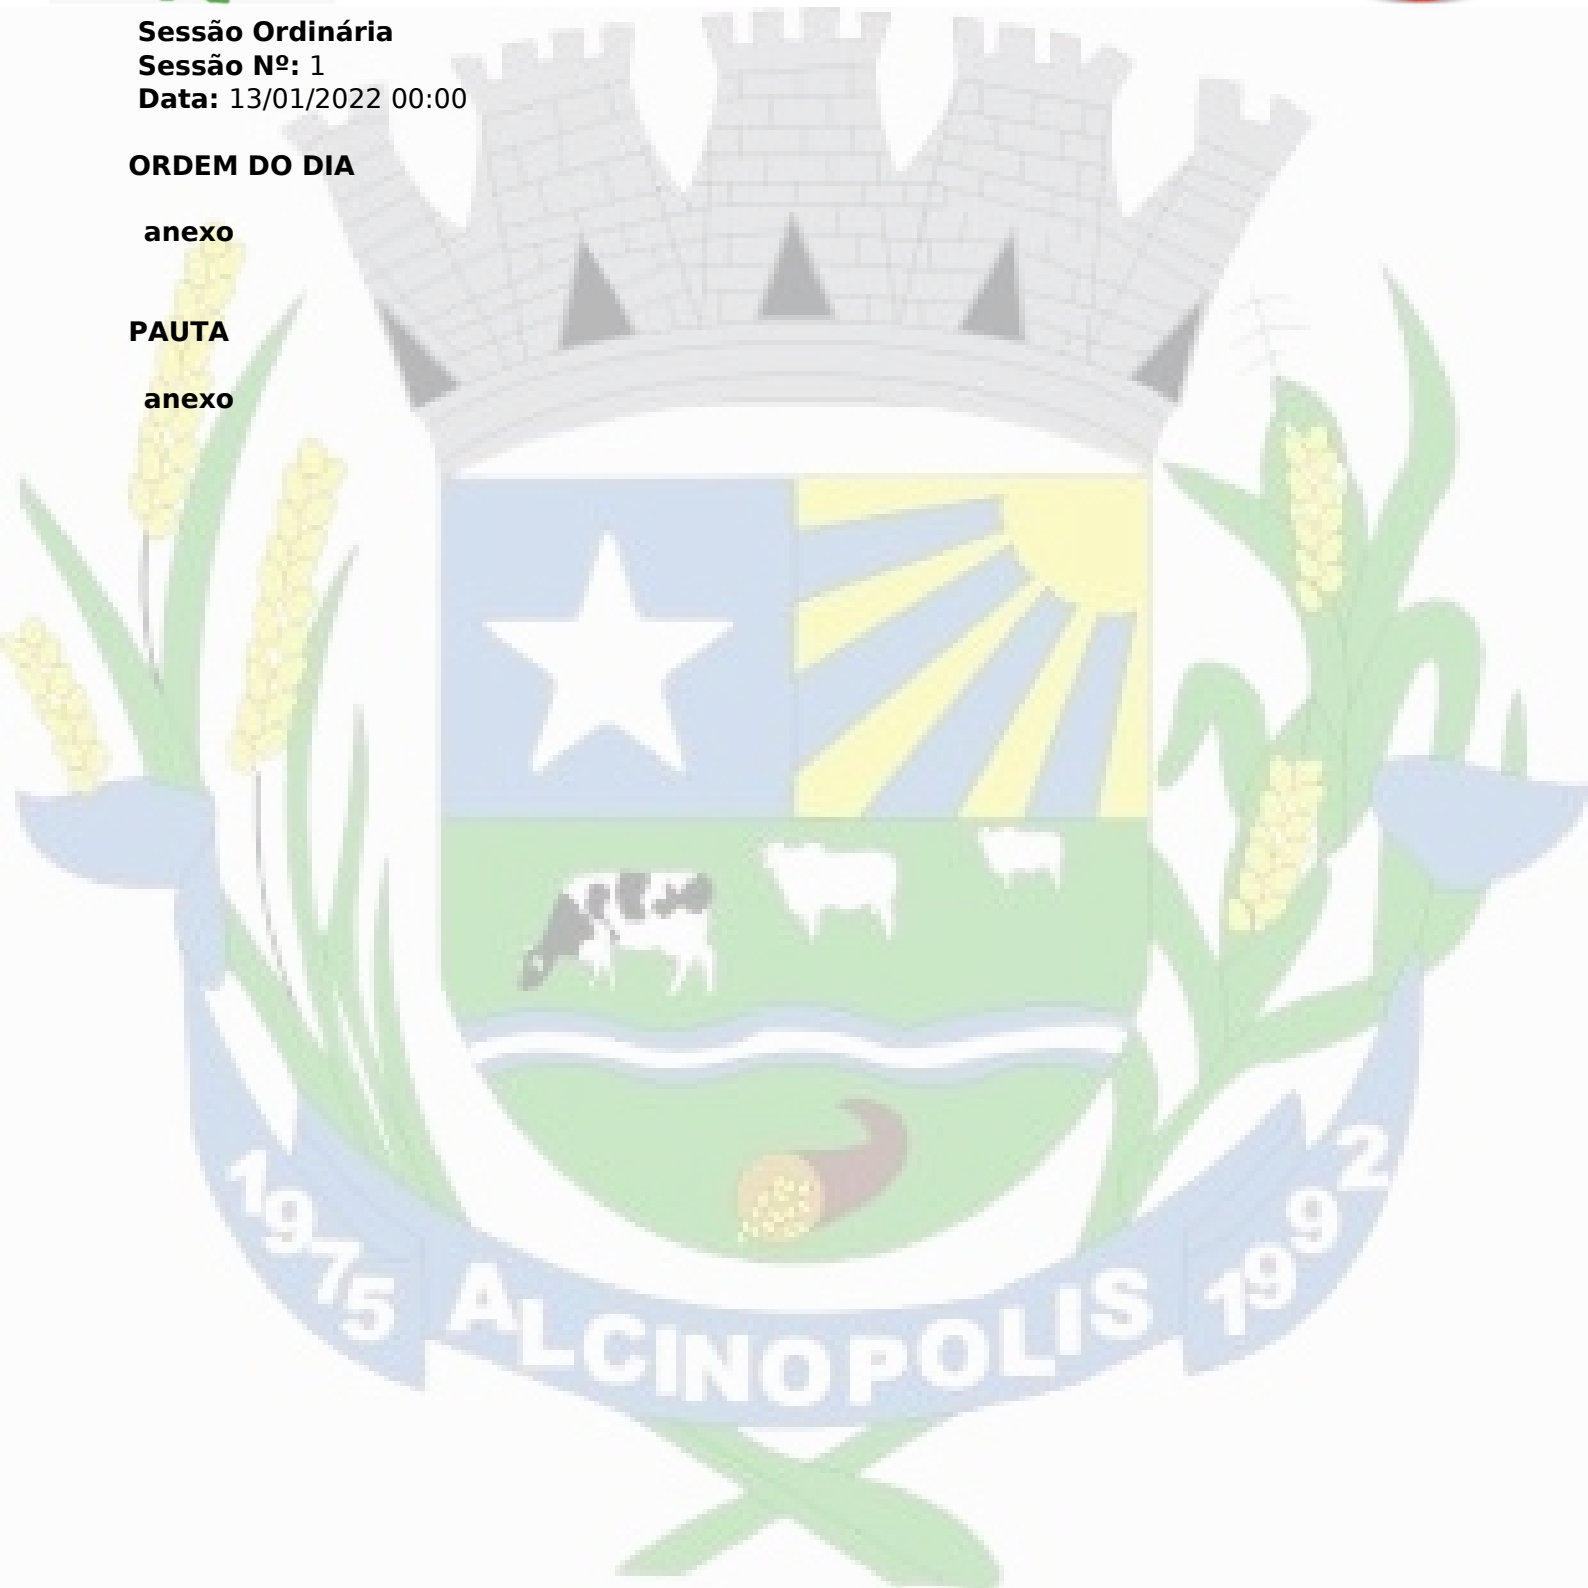 Sessão Ordinária
Sessão Nº: 1
Data: 13/01/2022 00:00
ORDEM DO DIA
anexo
PAUTA
anexo
1975 ALCINOPOLIS 1992